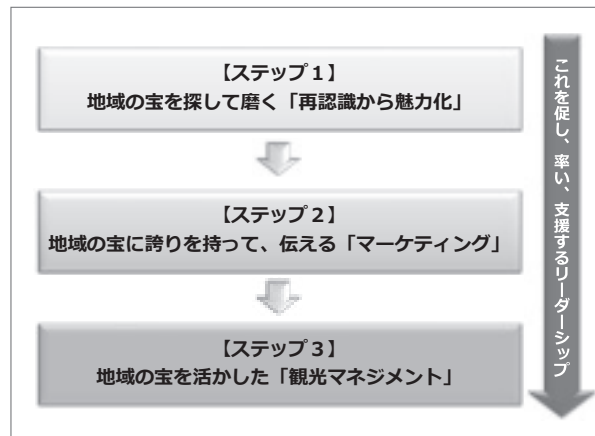 【ステップ１】
地域の宝を探して磨く「再認識から魅力化」
【ステップ２】
地域の宝に誇りを持って、伝える「マーケティング」
【ステップ３】
地域の宝を活かした「観光マネジメント」
これを促し、率い、支援するリーダーシップ